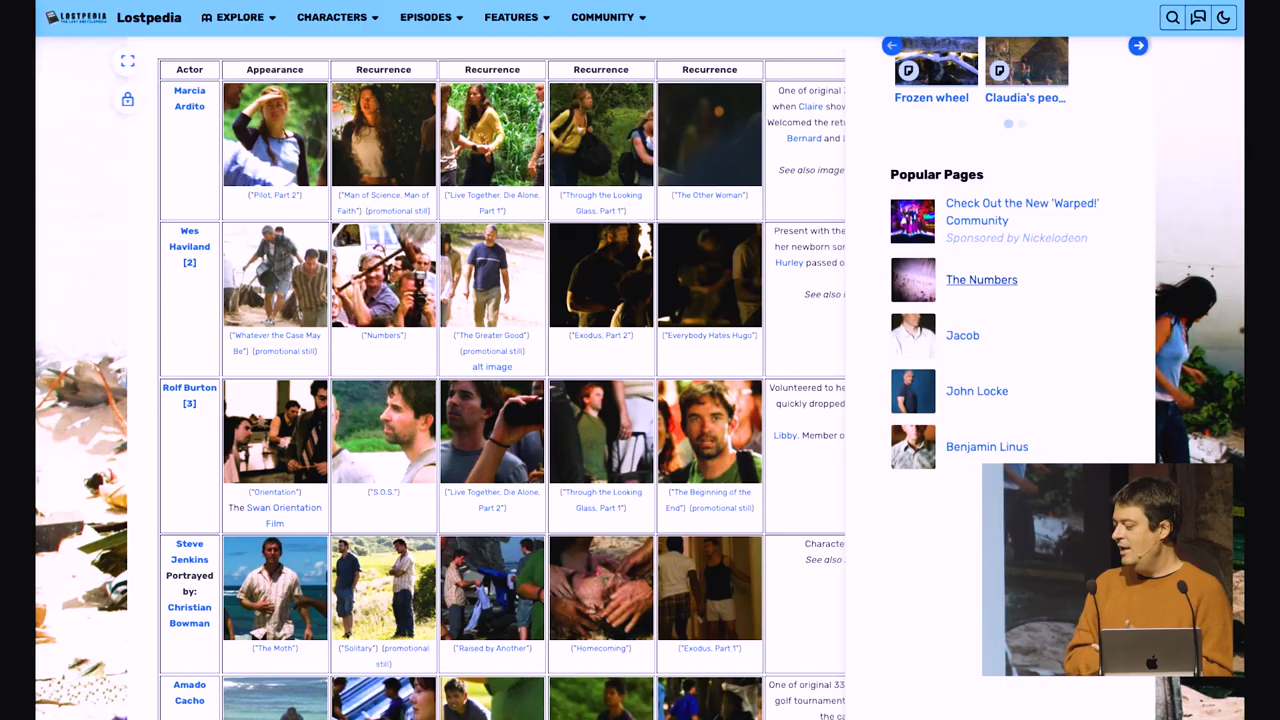 LOSTPEDIA
THE LOST ENCYCLOPEDIA
Lostpedia
EXPLORE
CHARACTERS
EPISODES
FEATURES
COMMUNITY
Actor
Appearance
Recurrence
Recurrence
Recurrence
Recurrence
Marcia
Ardito
("Pilot, Part 2")
("Man of Science, Man of
Faith") (promotional still)
("Live Together, Die Alone,
Part 1")
("Through the Looking
Glass, Part 1")
("The Other Woman")
One of original 3
when Claire show
Welcomed the retu
Bernard and
See also image
Wes
Haviland
[2]
("Whatever the Case May
Be") (promotional still)
("Numbers")
("The Greater Good")
(promotional still)
alt image
("Exodus, Part 2")
("Everybody Hates Hugo")
Present with the
her newborn son
Hurley passed o
See also
Rolf Burton
[3]
("Orientation")
The Swan Orientation
Film
("S.O.S.")
("Live Together, Die Alone,
Part 2")
("Through the Looking
Glass, Part 1")
("The Beginning of the
End") (promotional still)
Volunteered to he
quickly dropped
Libby. Member o
Steve
Jenkins
Portrayed
by:
Christian
Bowman
("The Moth")
("Solitary") (promotional
still)
("Raised by Another")
("Homecoming")
("Exodus, Part 1")
Characte
See also
Amado
Cacho
One of original 33
golf tournament
the ca
Frozen wheel
Claudia's peo...
Popular Pages
Check Out the New 'Warped!'
Community
Sponsored by Nickelodeon
The Numbers
Jacob
John Locke
Benjamin Linus